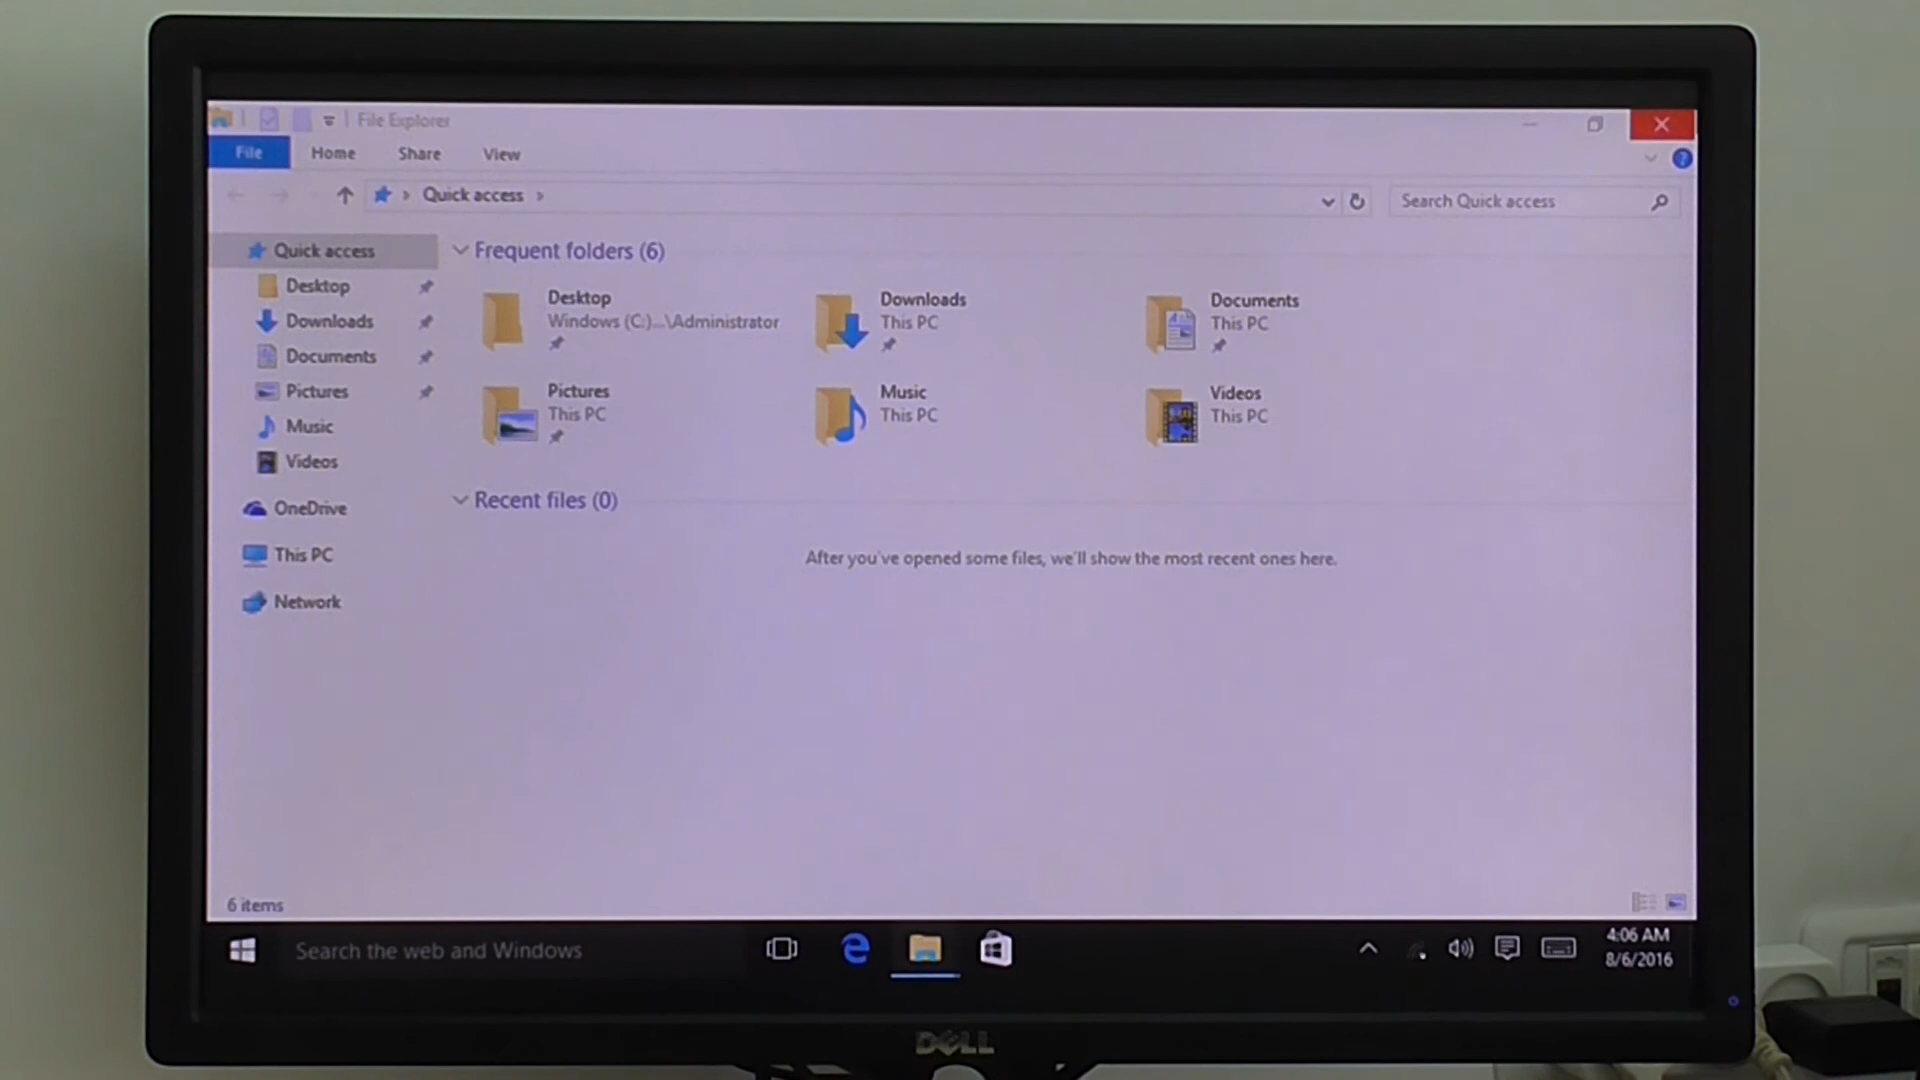 File Explorer
File Home Share View
Quick access
Search Quick access
Quick access
Desktop
Downloads
Documents
Pictures
Music
Videos
OneDrive
This PC
Network
Frequent folders (6)
Desktop
Windows (C:)...\Administrator
Downloads
This PC
Documents
This PC
Pictures
This PC
Music
This PC
Videos
This PC
Recent files (0)
After you've opened some files, we'll show the most recent ones here.
6 items
Search the web and Windows
4:06 AM
8/6/2016
DELL